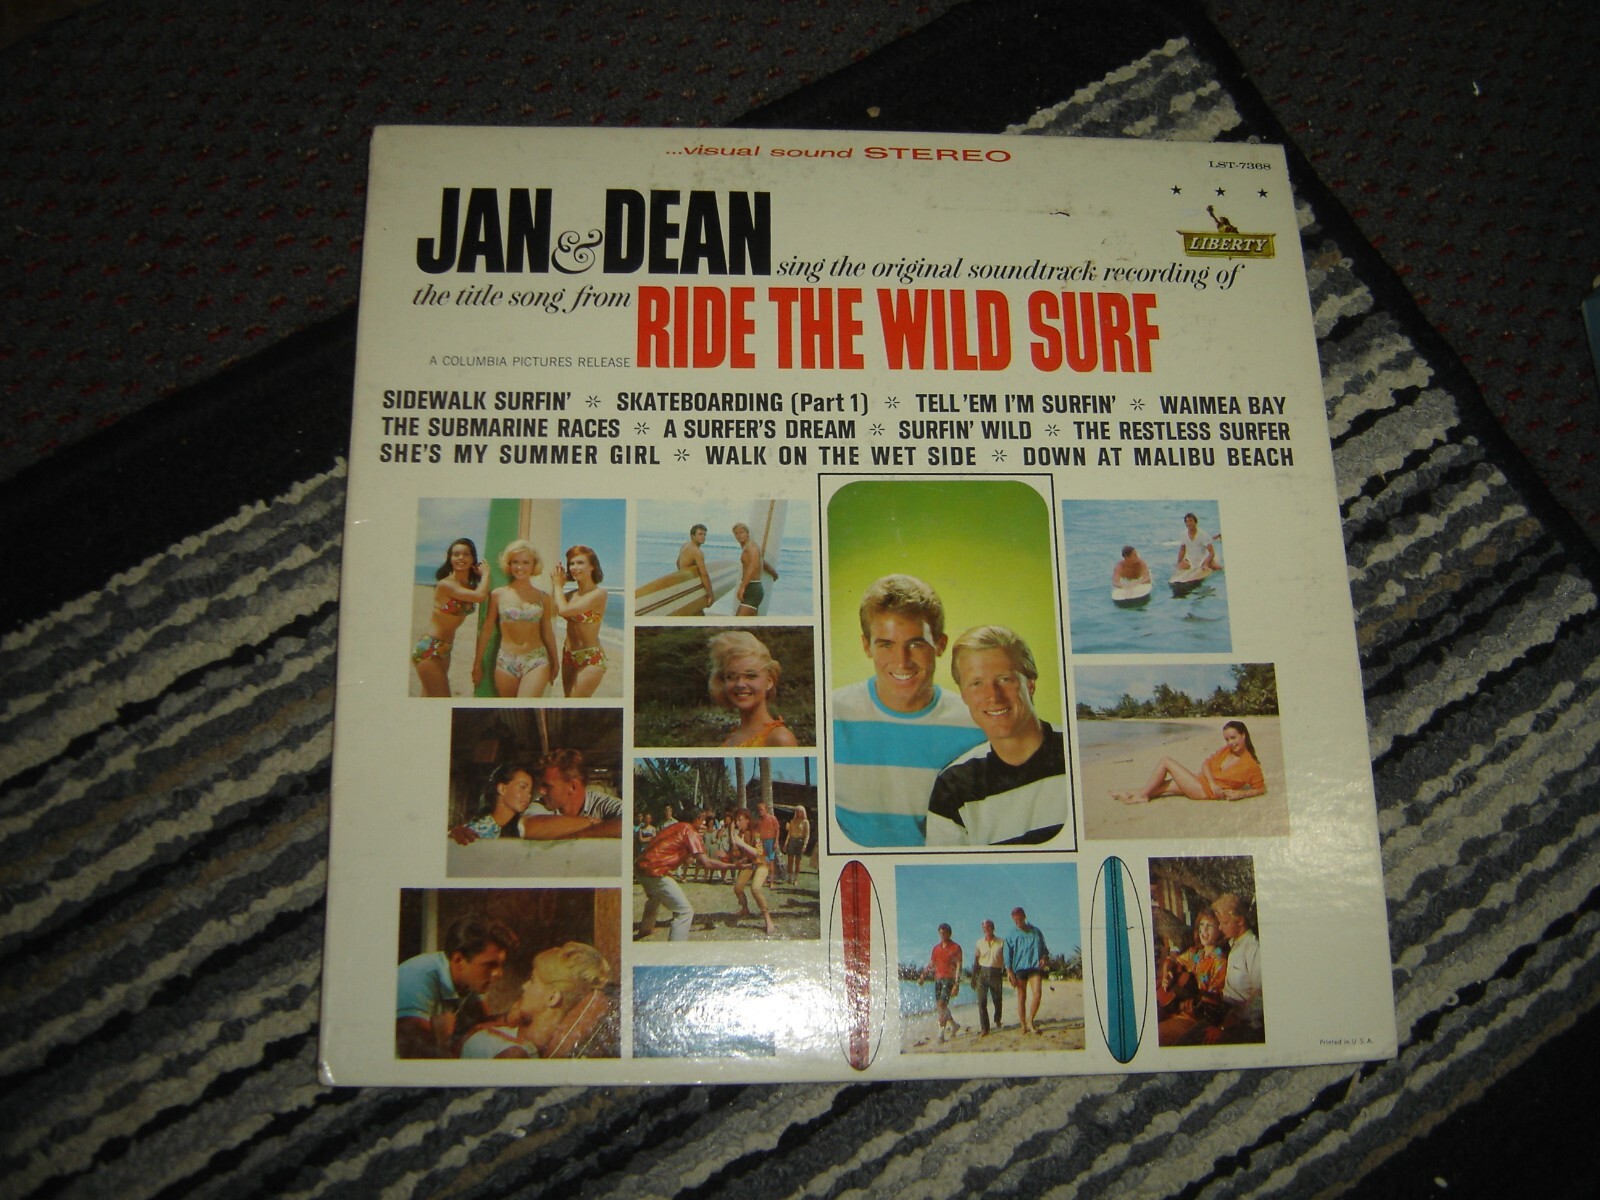 ...visual sound STEREO
LST-7368
LIBERTY
JAN & DEAN sing the original soundtrack recording of
the title song from RIDE THE WILD SURF
A COLUMBIA PICTURES RELEASE
SIDEWALK SURFIN' ⁜ SKATEBOARDING (Part 1) ⁜ TELL 'EM I'M SURFIN' ⁜ WAIMEA BAY
THE SUBMARINE RACES ⁜ A SURFER'S DREAM ⁜ SURFIN' WILD ⁜ THE RESTLESS SURFER
SHE'S MY SUMMER GIRL ⁜ WALK ON THE WET SIDE ⁜ DOWN AT MALIBU BEACH
Printed in U. S. A.